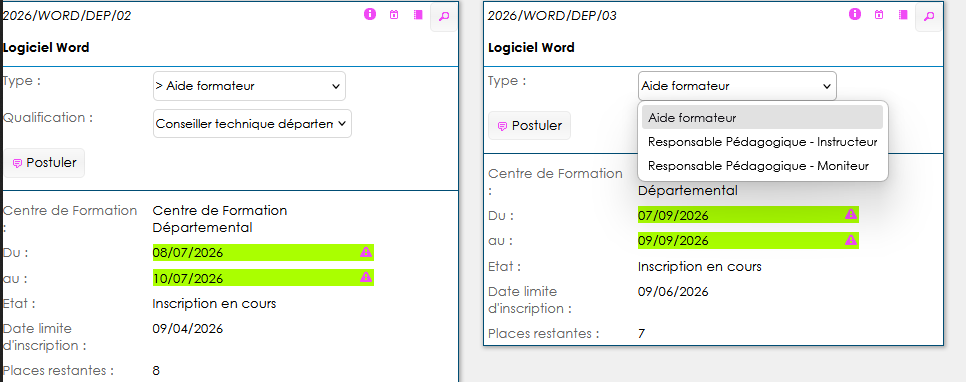 2026/WORD/DEP/02
Logiciel Word
Type :
> Aide formateur
Qualification :
Conseiller technique départem
Postuler
Centre de Formation :
Centre de Formation Départemental
Du :
08/07/2026
au :
10/07/2026
Etat :
Inscription en cours
Date limite d'inscription :
09/04/2026
Places restantes :
8
2026/WORD/DEP/03
Logiciel Word
Type :
Aide formateur
Aide formateur
Responsable Pédagogique - Instructeur
Responsable Pédagogique - Moniteur
Postuler
Centre de Formation :
Départemental
Du :
07/09/2026
au :
09/09/2026
Etat :
Inscription en cours
Date limite d'inscription :
09/06/2026
Places restantes :
7